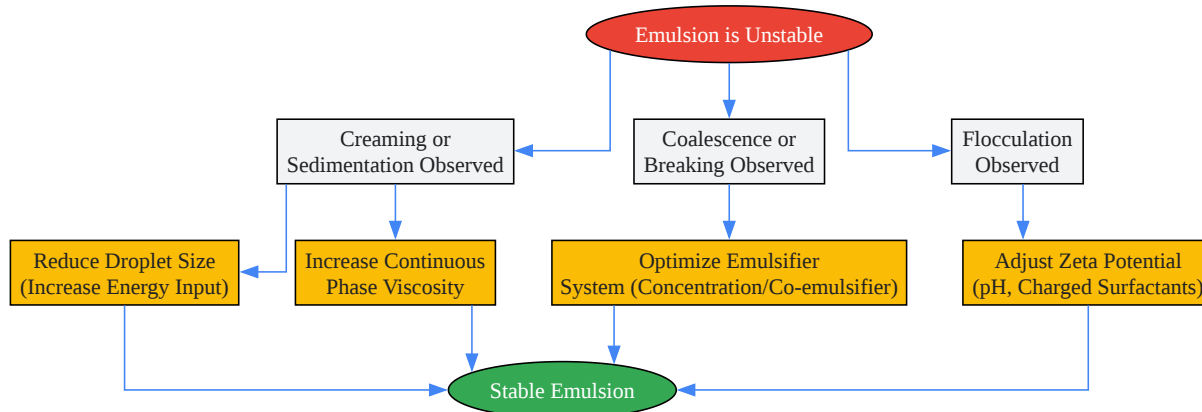 Emulsion is Unstable
Creaming or
Sedimentation Observed
Coalescence or
Breaking Observed
Flocculation
Observed
Reduce Droplet Size
(Increase Energy Input)
Increase Continuous
Phase Viscosity
Optimize Emulsifier
System (Concentration/Co-emulsifier)
Adjust Zeta Potential
(pH, Charged Surfactants)
Stable Emulsion